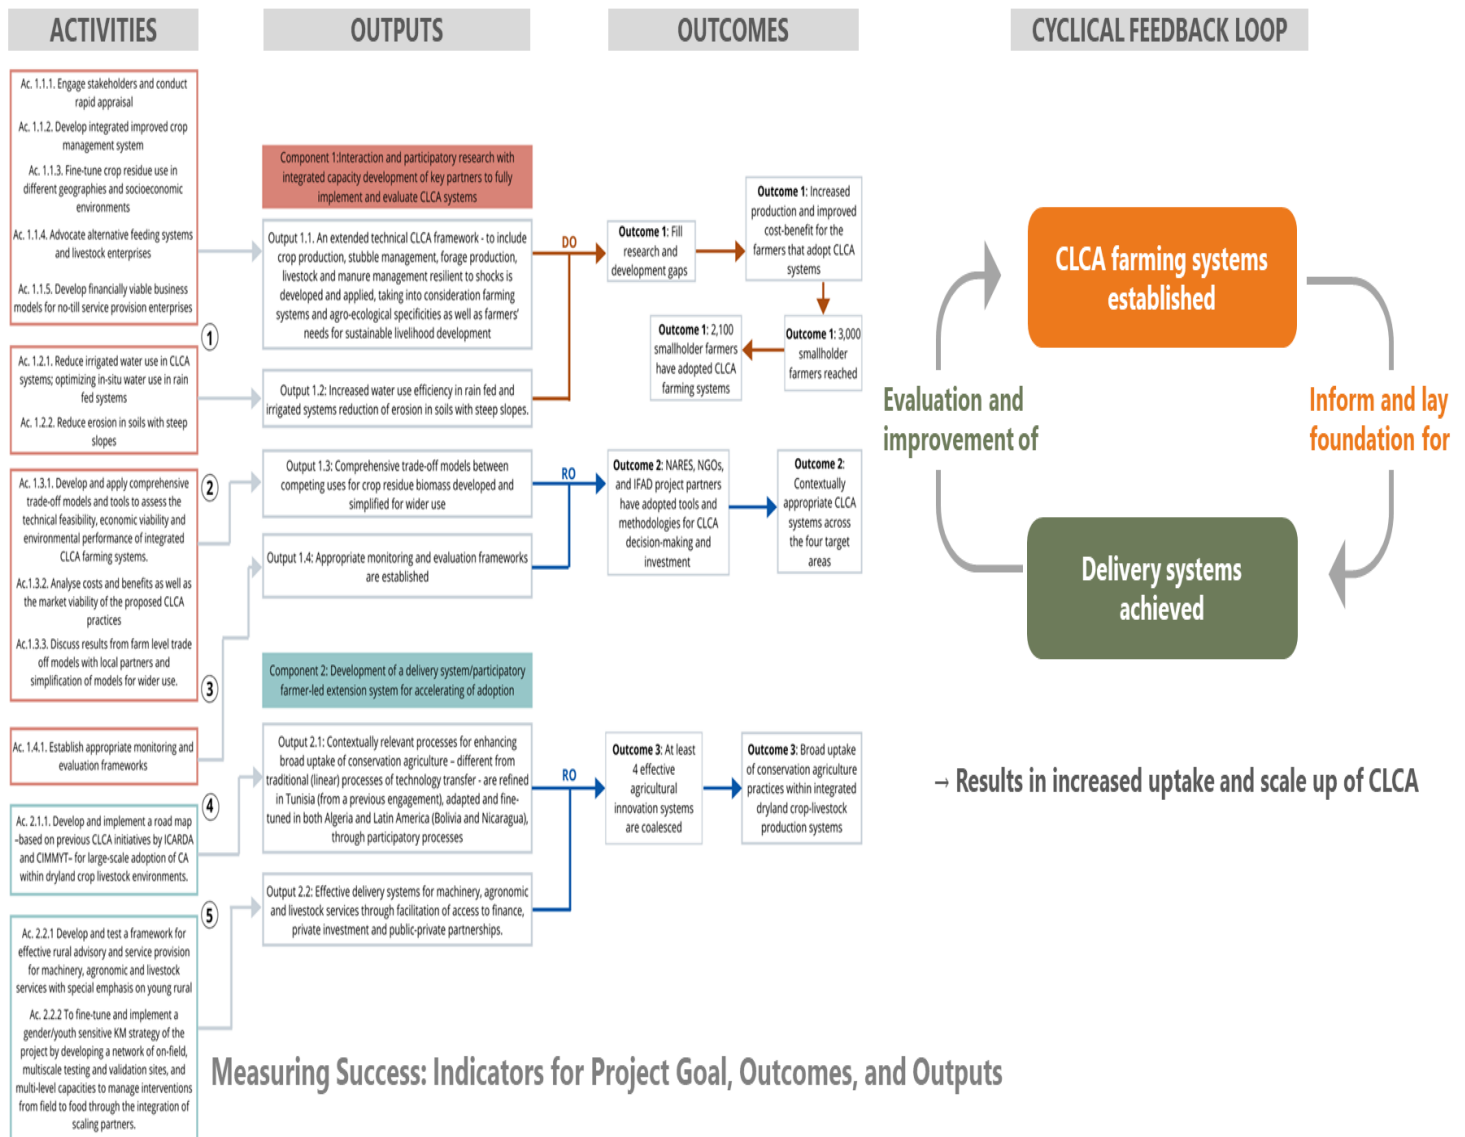 ACTIVITIES
OUTPUTS
OUTCOMES
CYCLICAL FEEDBACK LOOP
Ac. 1.1.1. Engage stakeholders and conduct
rapid appraisal
Ac. 1.1.2. Develop integrated improved crop
management system
Ac. 1.1.3. Fine-tune crop residue use in
different geographies and socioeconomic
environments
Ac. 1.1.4. Advocate alternative feeding systems
and livestock enterprises
Ac. 1.1.5. Develop financially viable business
models for no-till service provision enterprises
1
Ac. 1.2.1. Reduce irrigated water use in CLCA
systems; optimizing in-situ water use in rain
fed systems
Ac. 1.2.2. Reduce erosion in soils with steep
slopes
2
Ac. 1.3.1. Develop and apply comprehensive
trade-off models and tools to assess the
technical feasibility, economic viability and
environmental performance of integrated
CLCA farming systems.
Ac.1.3.2. Analyse costs and benefits as well as
the market viability of the proposed CLCA
practices
Ac.1.3.3. Discuss results from farm level trade
off models with local partners and
simplification of models for wider use.
3
Ac. 1.4.1. Establish appropriate monitoring and
evaluation frameworks
4
Ac. 2.1.1. Develop and implement a road map
–based on previous CLCA initiatives by ICARDA
and CIMMYT– for large-scale adoption of CA
within dryland crop livestock environments.
5
Ac. 2.2.1 Develop and test a framework for
effective rural advisory and service provision
for machinery, agronomic and livestock
services with special emphasis on young rural
Ac. 2.2.2 To fine-tune and implement a
gender/youth sensitive KM strategy of the
project by developing a network of on-field,
multiscale testing and validation sites, and
multi-level capacities to manage interventions
from field to food through the integration of
scaling partners.
Component 1:Interaction and participatory research with
integrated capacity development of key partners to fully
implement and evaluate CLCA systems
Output 1.1. An extended technical CLCA framework - to include
crop production, stubble management, forage production,
livestock and manure management resilient to shocks is
developed and applied, taking into consideration farming
systems and agro-ecological specificities as well as farmers'
needs for sustainable livelihood development
Output 1.2: Increased water use efficiency in rain fed and
irrigated systems reduction of erosion in soils with steep slopes.
Output 1.3: Comprehensive trade-off models between
competing uses for crop residue biomass developed and
simplified for wider use
Output 1.4: Appropriate monitoring and evaluation frameworks
are established
Component 2: Development of a delivery system/participatory
farmer-led extension system for accelerating of adoption
Output 2.1: Contextually relevant processes for enhancing
broad uptake of conservation agriculture – different from
traditional (linear) processes of technology transfer - are refined
in Tunisia (from a previous engagement), adapted and fine-
tuned in both Algeria and Latin America (Bolivia and Nicaragua),
through participatory processes
Output 2.2: Effective delivery systems for machinery, agronomic
and livestock services through facilitation of access to finance,
private investment and public-private partnerships.
DO
Outcome 1: Fill
research and
development gaps
Outcome 1: Increased
production and improved
cost-benefit for the
farmers that adopt CLCA
systems
Outcome 1: 3,000
smallholder
farmers reached
Outcome 1: 2,100
smallholder farmers
have adopted CLCA
farming systems
RO
Outcome 2: NARES, NGOs,
and IFAD project partners
have adopted tools and
methodologies for CLCA
decision-making and
investment
Outcome 2:
Contextually
appropriate CLCA
systems across
the four target
areas
RO
Outcome 3: At least
4 effective
agricultural
innovation systems
are coalesced
Outcome 3: Broad uptake
of conservation agriculture
practices within integrated
dryland crop-livestock
production systems
CLCA farming systems
established
Evaluation and
improvement of
Inform and lay
foundation for
Delivery systems
achieved
→ Results in increased uptake and scale up of CLCA
Measuring Success: Indicators for Project Goal, Outcomes, and Outputs